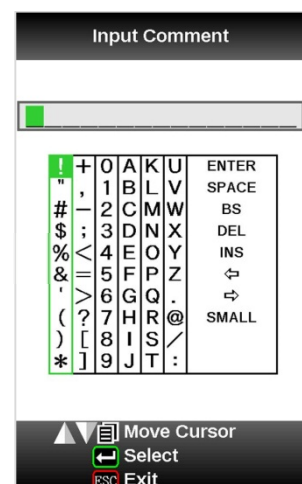 Input Comment
! + 0 A K U ENTER
" , 1 B L V SPACE
# − 2 C M W BS
$ ; 3 D N X DEL
% < 4 E O Y INS
& = 5 F P Z ⇦
' > 6 G Q . ⇨
( ? 7 H R @ SMALL
) [ 8 I S /
* ] 9 J T :
Move Cursor
Select
ESC Exit